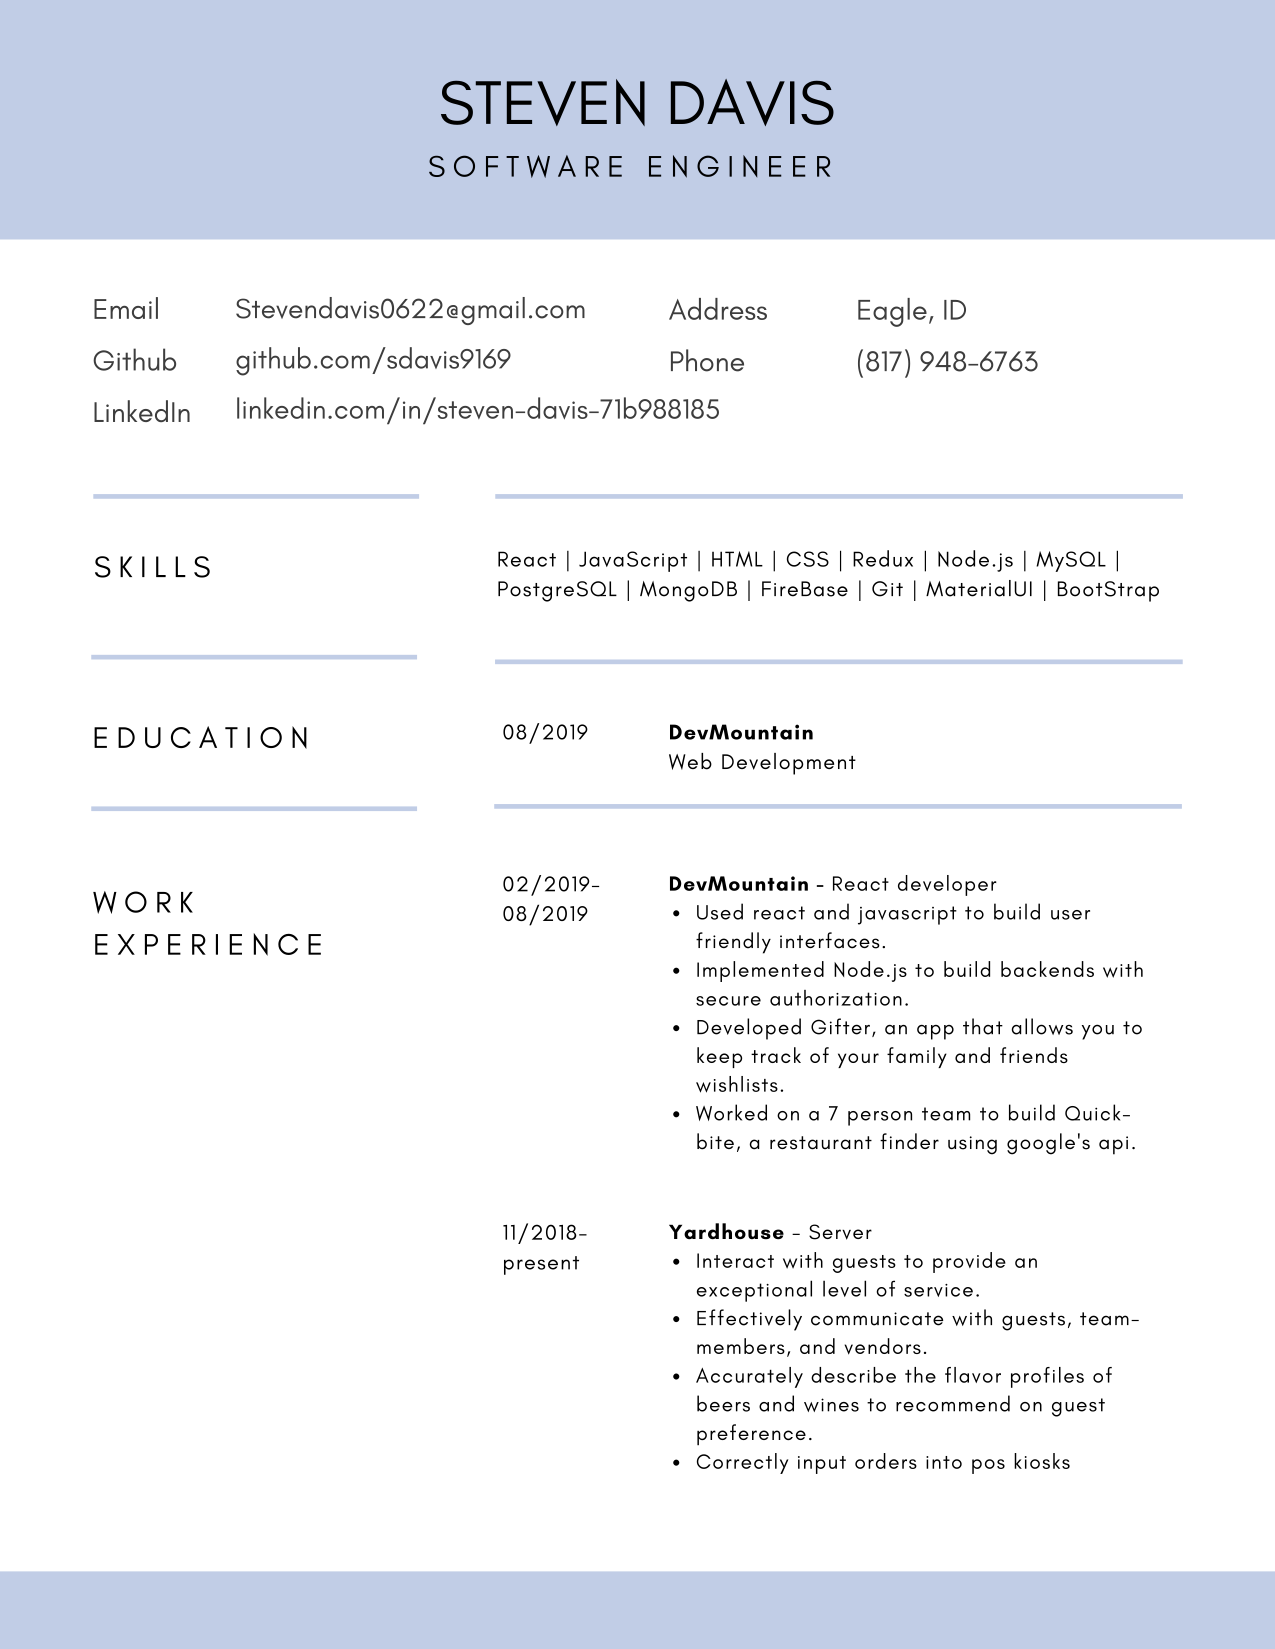 STEVEN DAVIS
SOFTWARE ENGINEER
Email Stevendavis0622@gmail.com Address Eagle, ID
Github github.com/sdavis9169 Phone (817) 948-6763
LinkedIn linkedin.com/in/steven-davis-71b988185
SKILLS
React | JavaScript | HTML | CSS | Redux | Node.js | MySQL |
PostgreSQL | MongoDB | FireBase | Git | MaterialUI | BootStrap
EDUCATION
08/2019 DevMountain
Web Development
WORK
EXPERIENCE
02/2019-
08/2019
DevMountain - React developer
• Used react and javascript to build user
friendly interfaces.
• Implemented Node.js to build backends with
secure authorization.
• Developed Gifter, an app that allows you to
keep track of your family and friends
wishlists.
• Worked on a 7 person team to build Quick-
bite, a restaurant finder using google's api.
11/2018-
present
Yardhouse - Server
• Interact with guests to provide an
exceptional level of service.
• Effectively communicate with guests, team-
members, and vendors.
• Accurately describe the flavor profiles of
beers and wines to recommend on guest
preference.
• Correctly input orders into pos kiosks